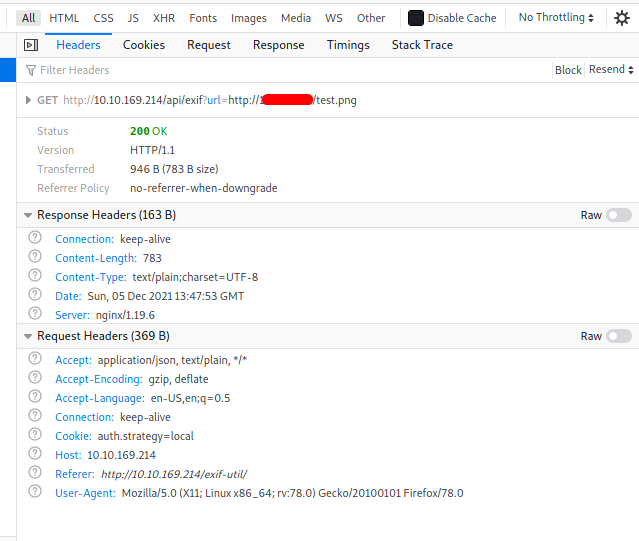 All HTML CSS JS XHR Fonts Images Media WS Other Disable Cache No Throttling
Headers Cookies Request Response Timings Stack Trace
Filter Headers Block Resend
GET http://10.10.169.214/api/exif?url=http://1/test.png
Status 200 OK
Version HTTP/1.1
Transferred 946 B (783 B size)
Referrer Policy no-referrer-when-downgrade
Response Headers (163 B) Raw
Connection: keep-alive
Content-Length: 783
Content-Type: text/plain;charset=UTF-8
Date: Sun, 05 Dec 2021 13:47:53 GMT
Server: nginx/1.19.6
Request Headers (369 B) Raw
Accept: application/json, text/plain, */*
Accept-Encoding: gzip, deflate
Accept-Language: en-US,en;q=0.5
Connection: keep-alive
Cookie: auth.strategy=local
Host: 10.10.169.214
Referer: http://10.10.169.214/exif-util/
User-Agent: Mozilla/5.0 (X11; Linux x86_64; rv:78.0) Gecko/20100101 Firefox/78.0